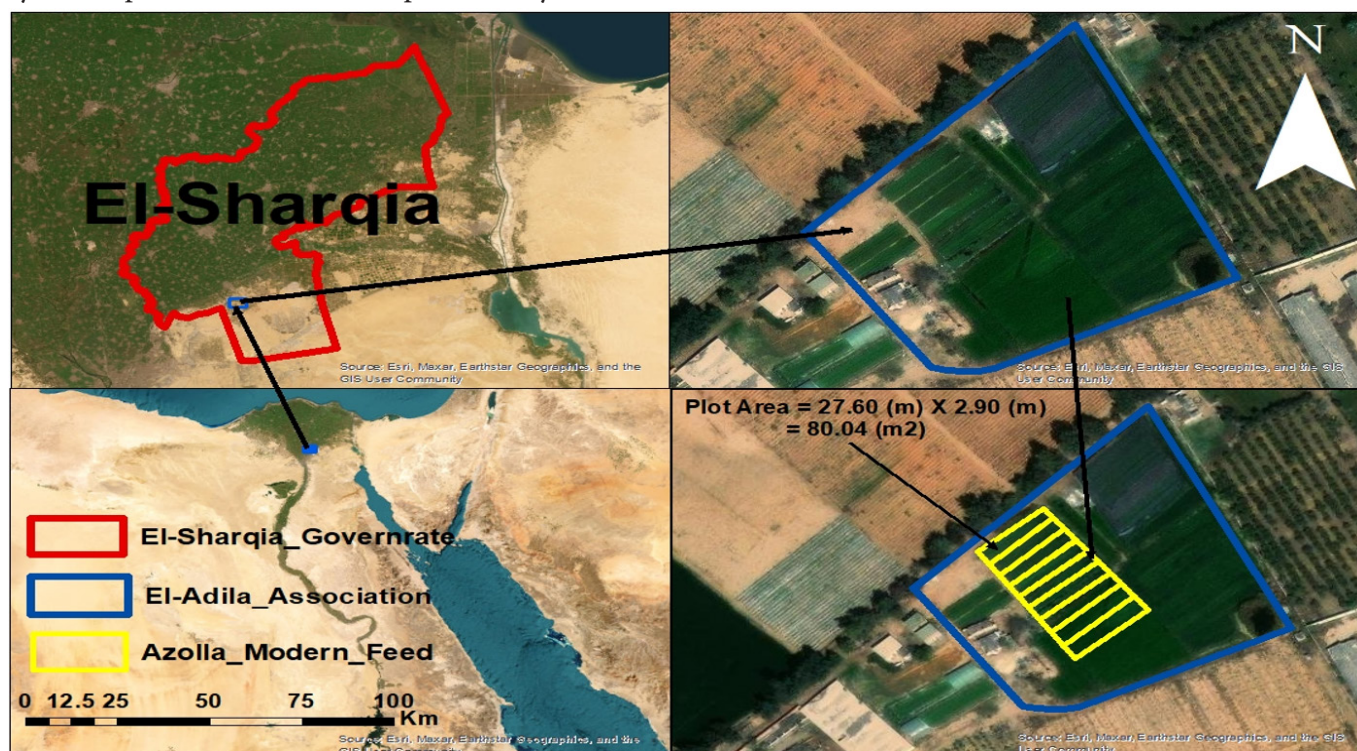 El-Sharqia
Source: Esri, Maxar, Earthstar Geographics, and the
GIS User Community
N
Source: Esri, Maxar, Earthstar Geographics, and the GIS
User Community
El-Sharqia_Governrate
El-Adila_Association
Azolla_Modern_Feed
0 12.5 25 50 75 100
Km
Source: Esri, Maxar, Earthstar Geographics, and the
GIS User Community
Plot Area = 27.60 (m) X 2.90 (m)
= 80.04 (m2)
Source: Esri, Maxar, Earthstar Geographics, and the GIS
User Community